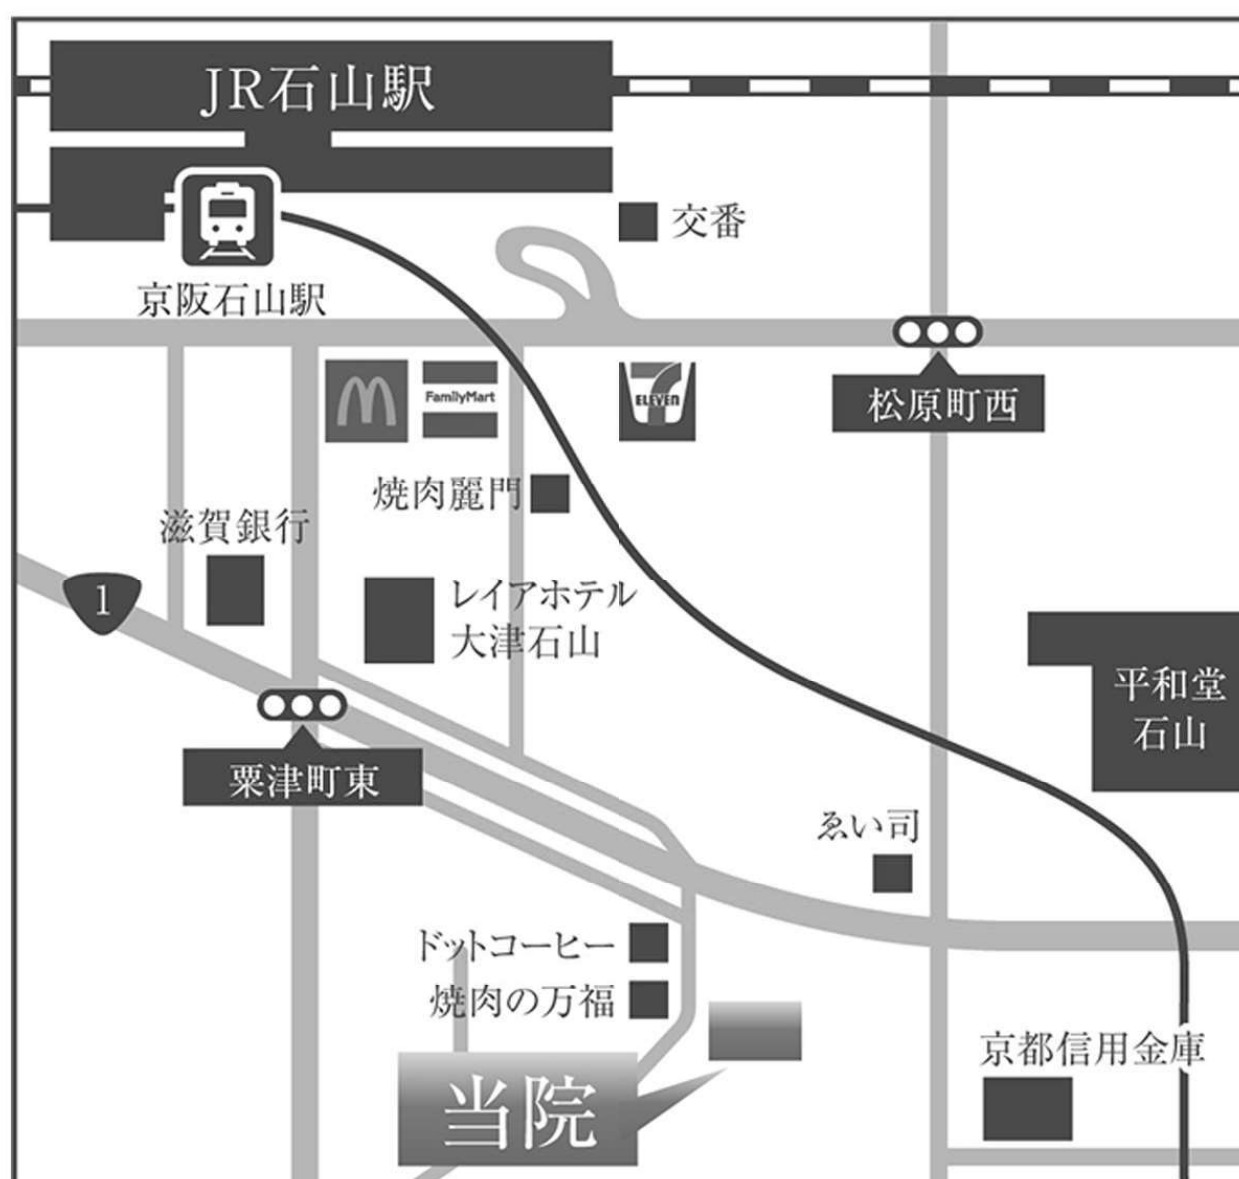 JR石山駅
交番
京阪石山駅
FamilyMart
7
ELEVEN
松原町西
焼肉麗門
滋賀銀行
1
レイアホテル
大津石山
平和堂
石山
粟津町東
ゑい司
ドットコーヒー
焼肉の万福
京都信用金庫
当院